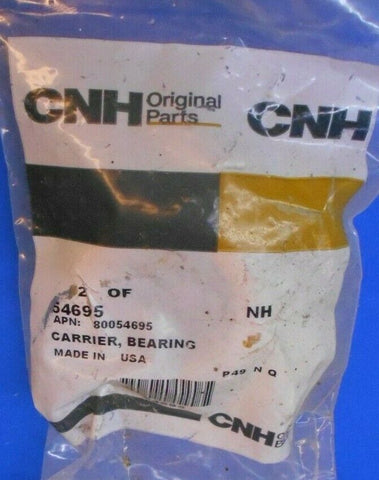 CNH Original Parts CNH
2 OF
54695 NH
APN: 80054695
CARRIER, BEARING
MADE IN USA
P49 N Q
CNH